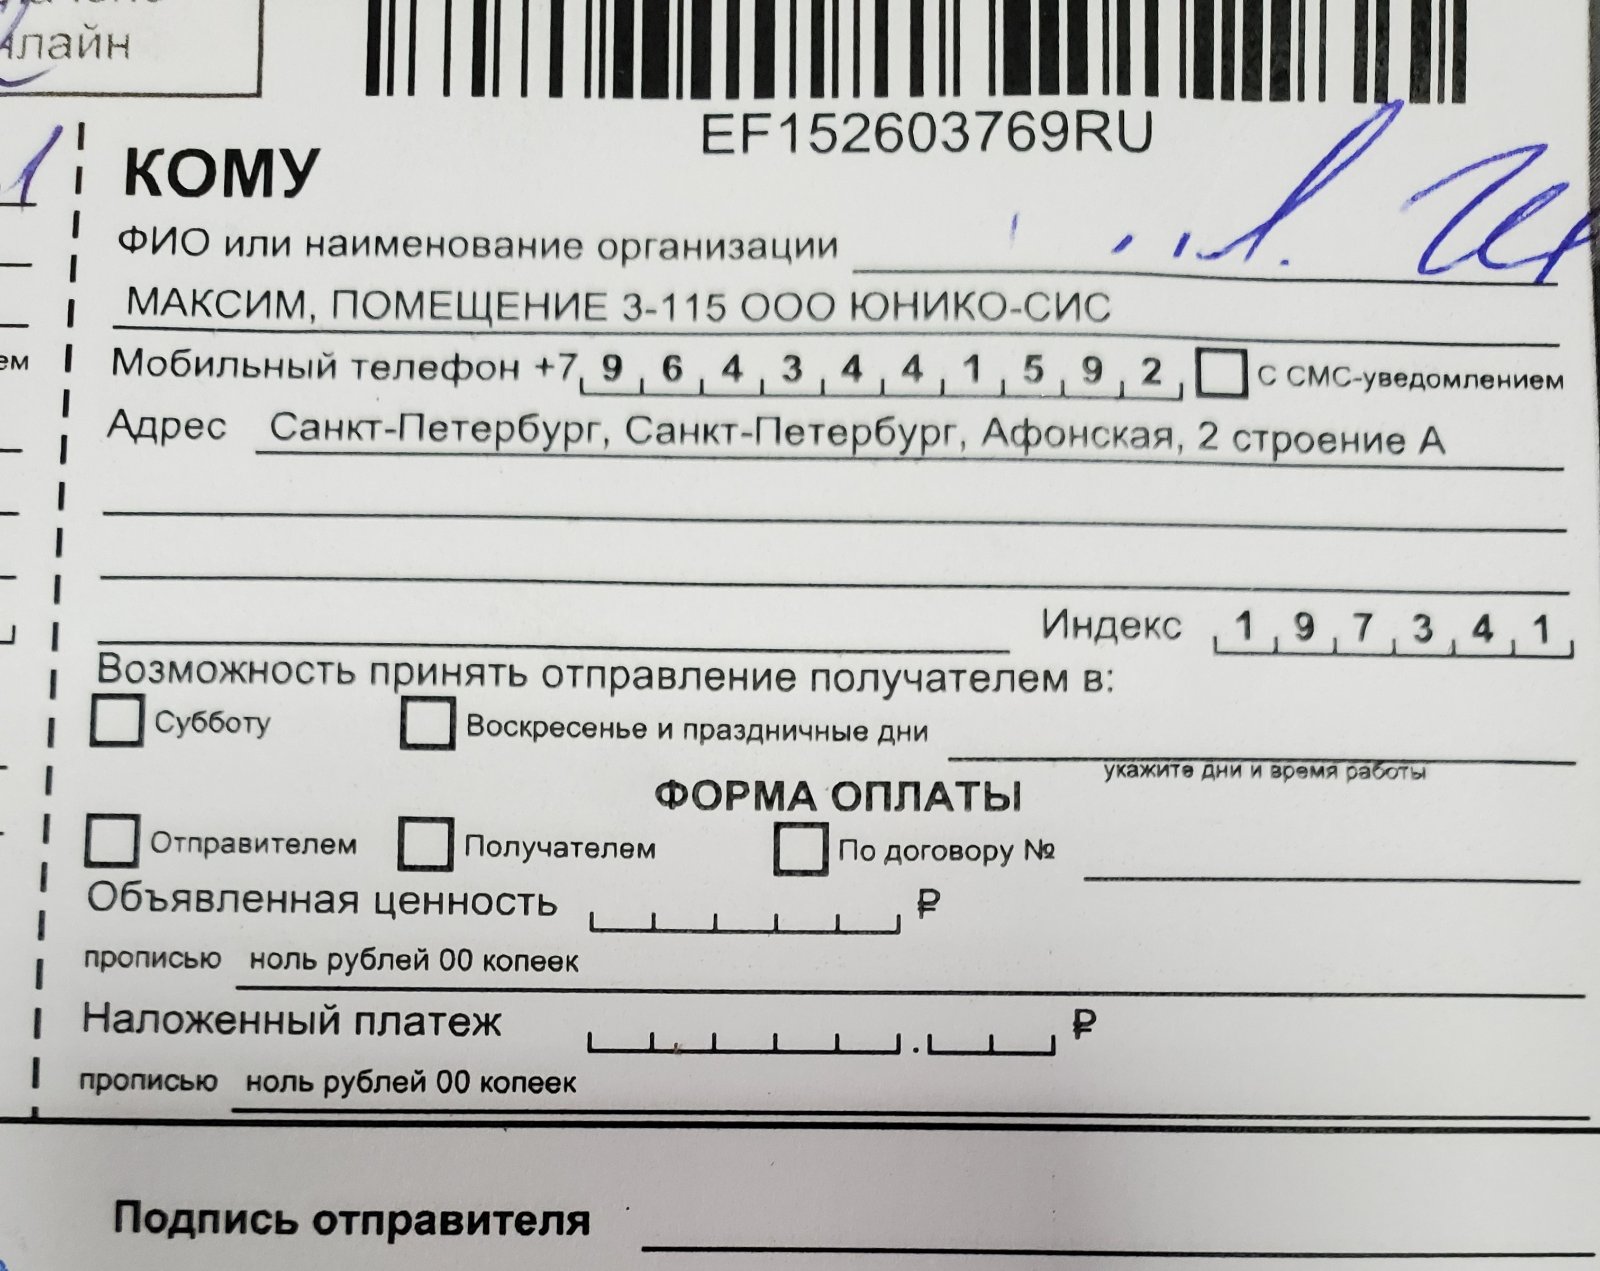 лайн
EF152603769RU
КОМУ
ФИО или наименование организации
МАКСИМ, ПОМЕЩЕНИЕ 3-115 ООО ЮНИКО-СИС
Мобильный телефон +7 9 6 4 3 4 4 1 5 9 2 С СМС-уведомлением
ем
Адрес Санкт-Петербург, Санкт-Петербург, Афонская, 2 строение А
Индекс 1 9 7 3 4 1
Возможность принять отправление получателем в:
Субботу Воскресенье и праздничные дни
укажите дни и время работы
ФОРМА ОПЛАТЫ
Отправителем Получателем По договору №
Объявленная ценность ₽
прописью ноль рублей 00 копеек
Наложенный платеж . ₽
прописью ноль рублей 00 копеек
Подпись отправителя